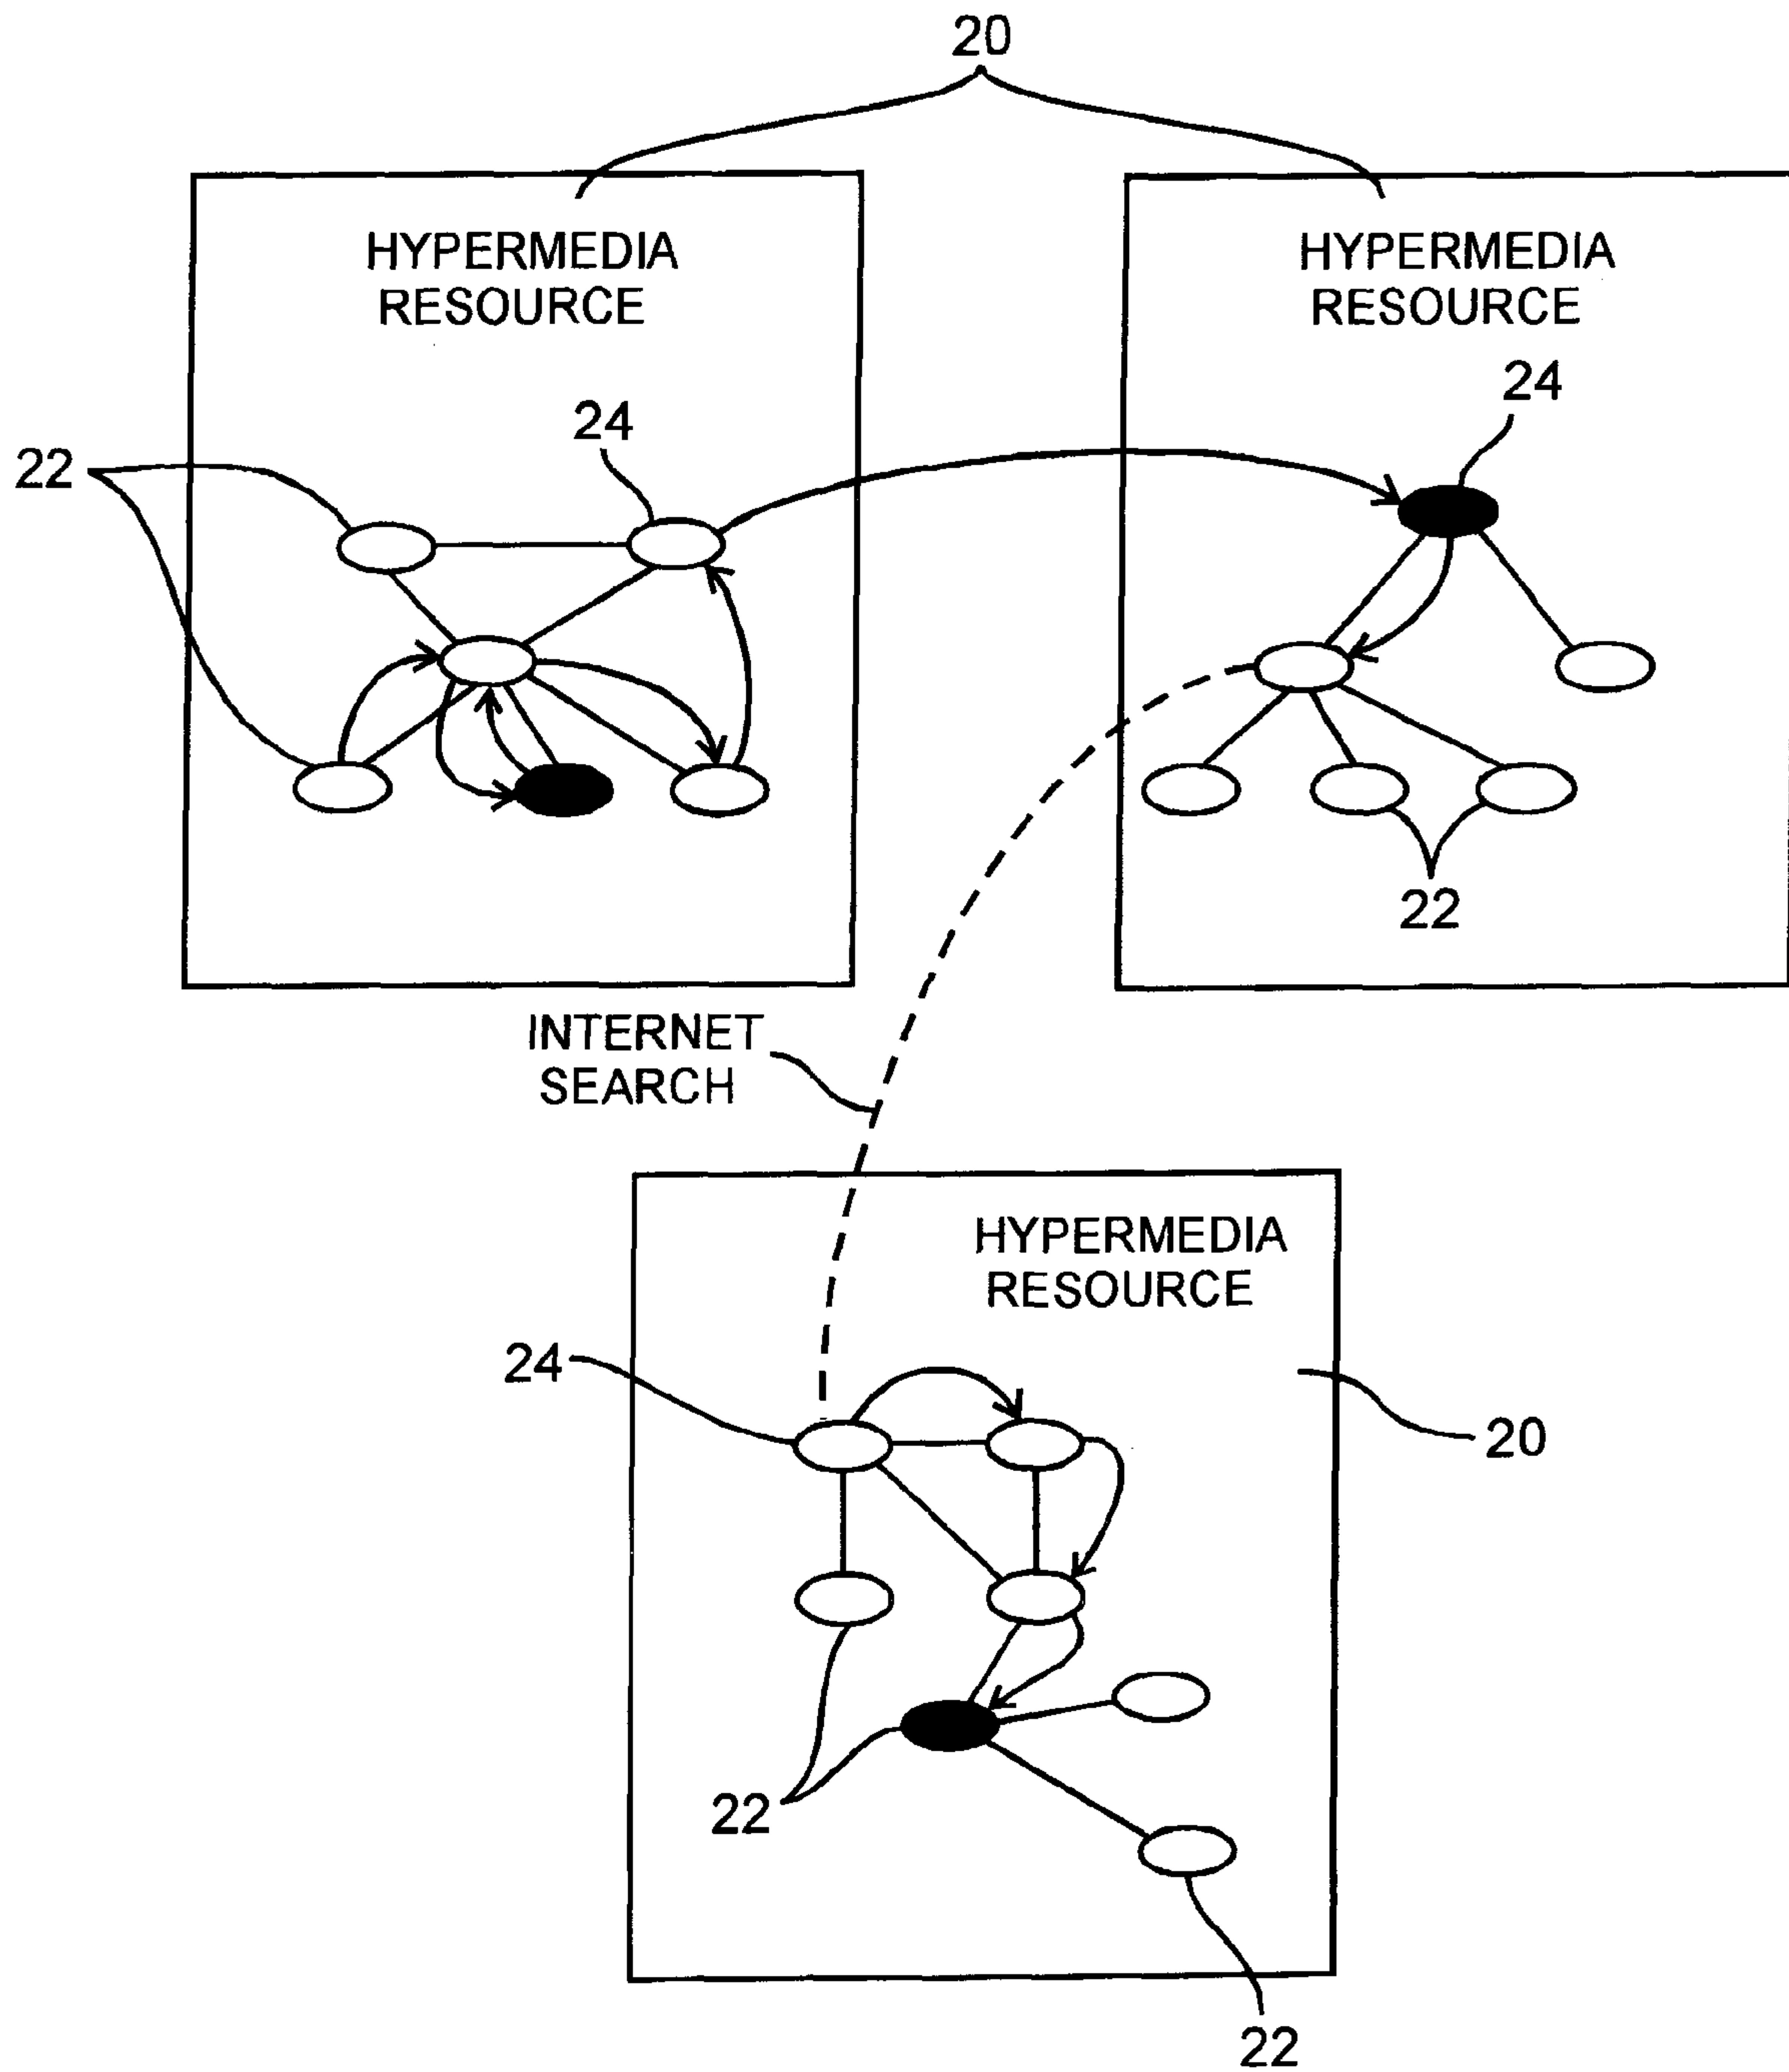 20
HYPERMEDIA
RESOURCE
HYPERMEDIA
RESOURCE
24
24
22
22
INTERNET
SEARCH
HYPERMEDIA
RESOURCE
24
20
22
22